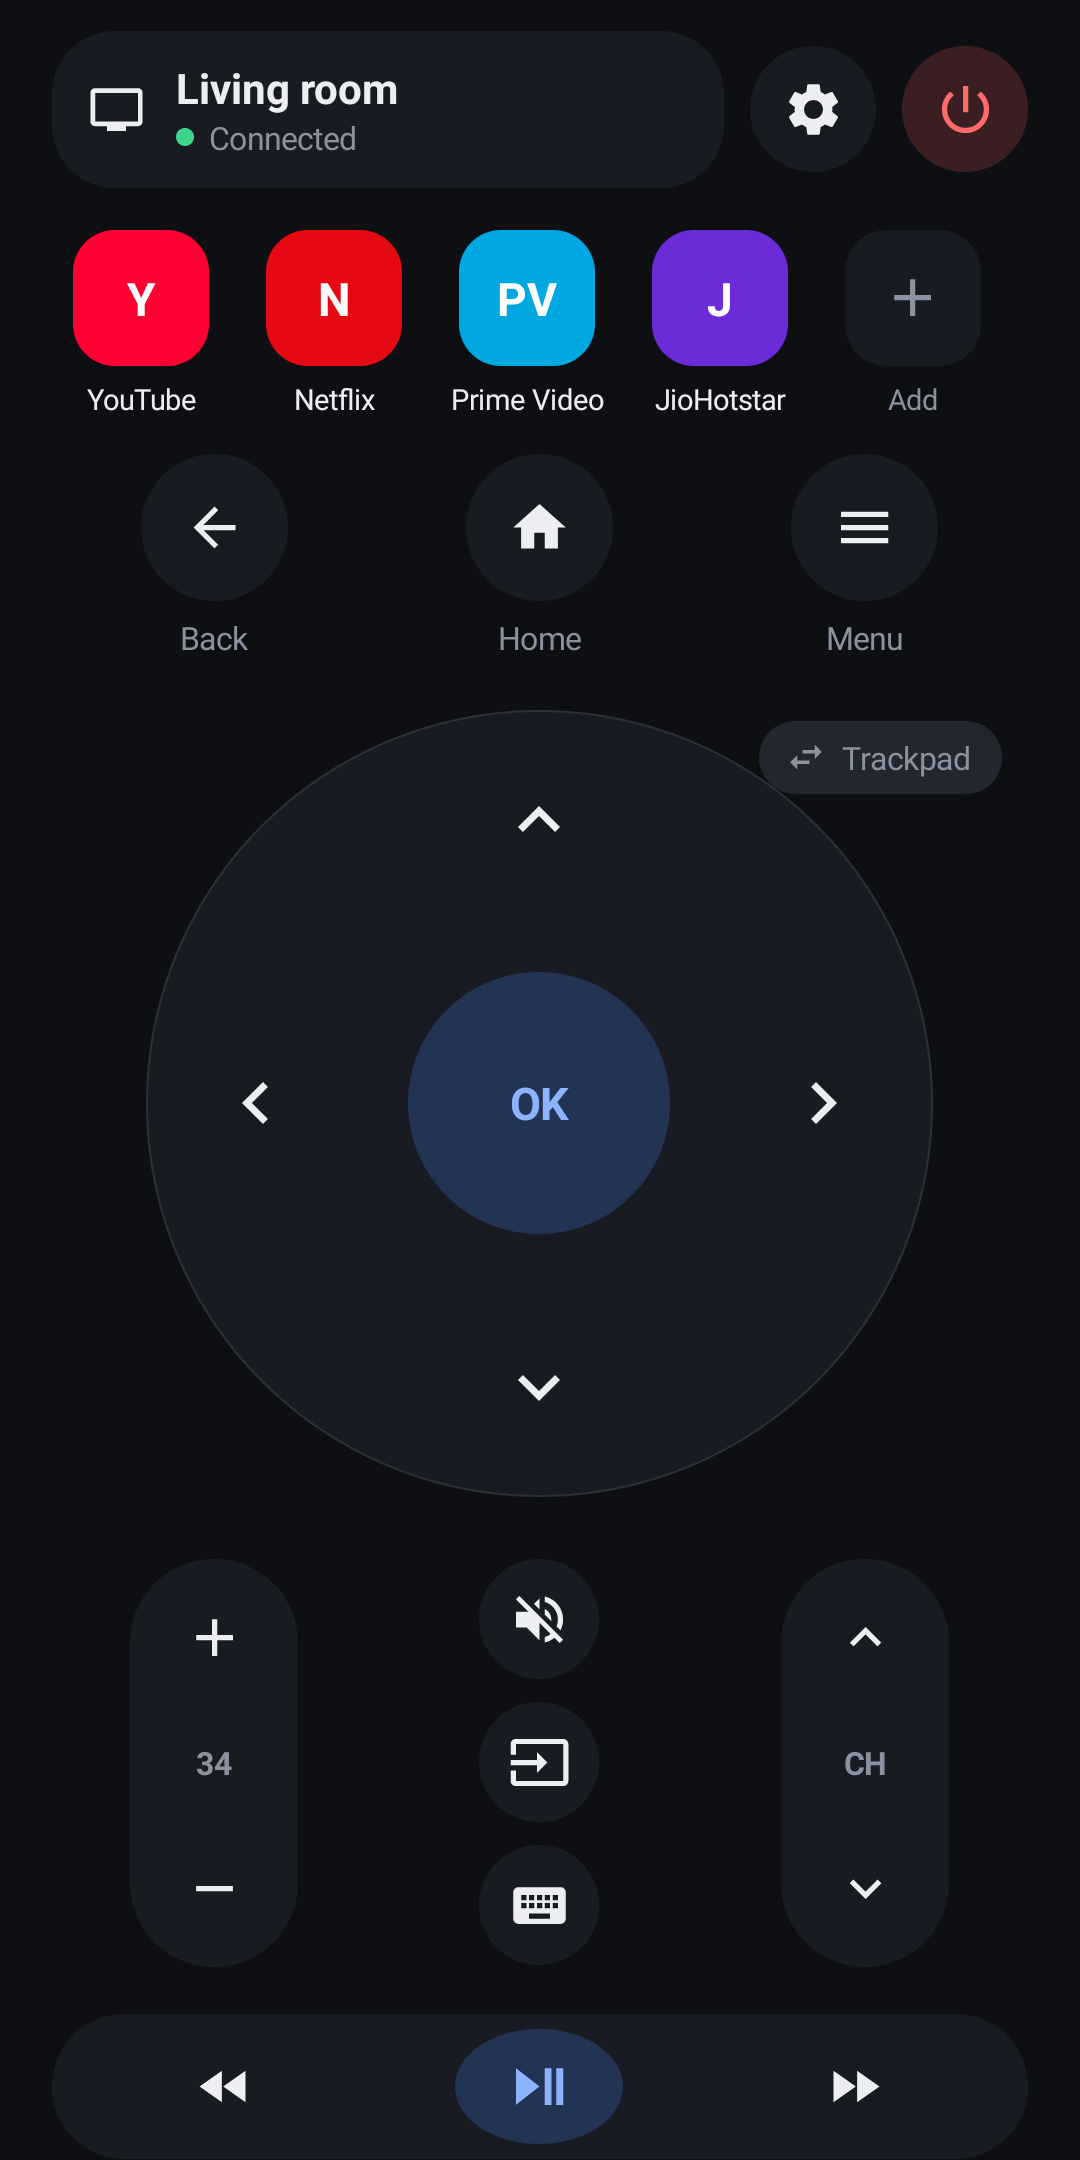 Living room
Connected
Y N PV J
YouTube Netflix Prime Video JioHotstar Add
Back Home Menu
Trackpad
OK
34 CH